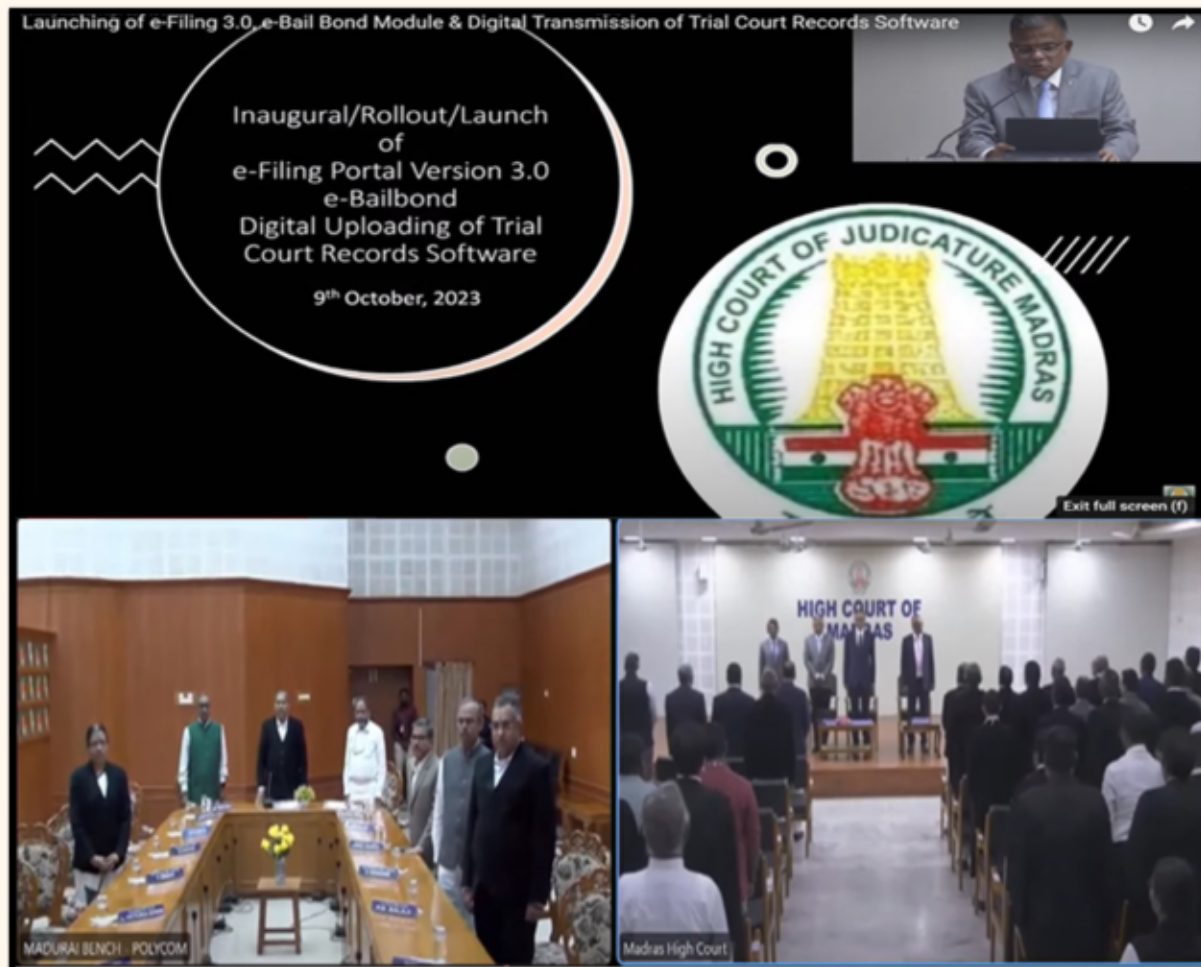 Launching of e-Filing 3.0, e-Bail Bond Module & Digital Transmission of Trial Court Records Software
Inaugural/Rollout/Launch
of
e-Filing Portal Version 3.0
e-Bailbond
Digital Uploading of Trial
Court Records Software
9th October, 2023
HIGH COURT OF JUDICATURE MADRAS
Exit full screen (f)
HIGH COURT OF
MADRAS
MADURAI BENCH - POLYCOM
Madras High Court